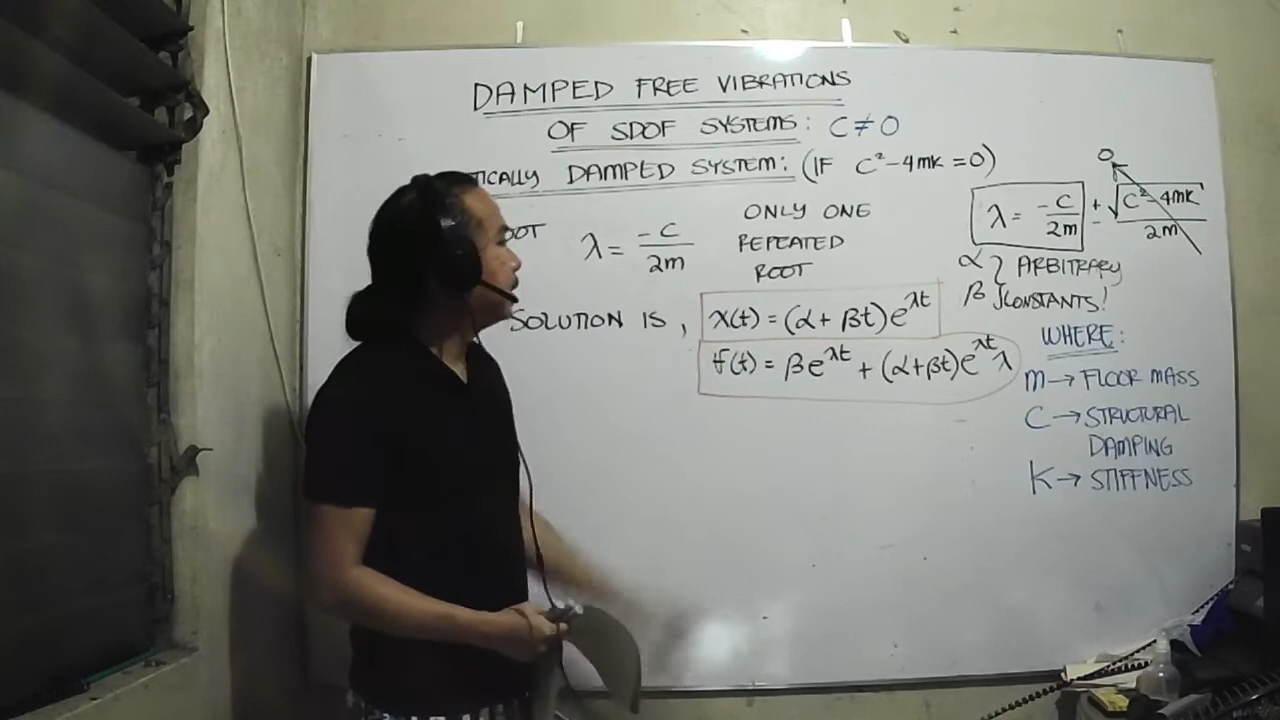 DAMPED FREE VIBRATIONS
OF SDOF SYSTEMS: C≠0
TICALLY DAMPED SYSTEM: (IF C²-4mk=0)
OOT λ = -C/2m
ONLY ONE
REPEATED
ROOT
SOLUTION IS, x(t) = (α+βt)e^λt
(t) = βe^λt + (α+βt)e^λt λ
0
λ = -C/2m ± √C²-4mk/2m
α } ARBITRARY
β } CONSTANTS!
WHERE:
m→ FLOOR MASS
C→ STRUCTURAL
DAMPING
K→ STIFFNESS